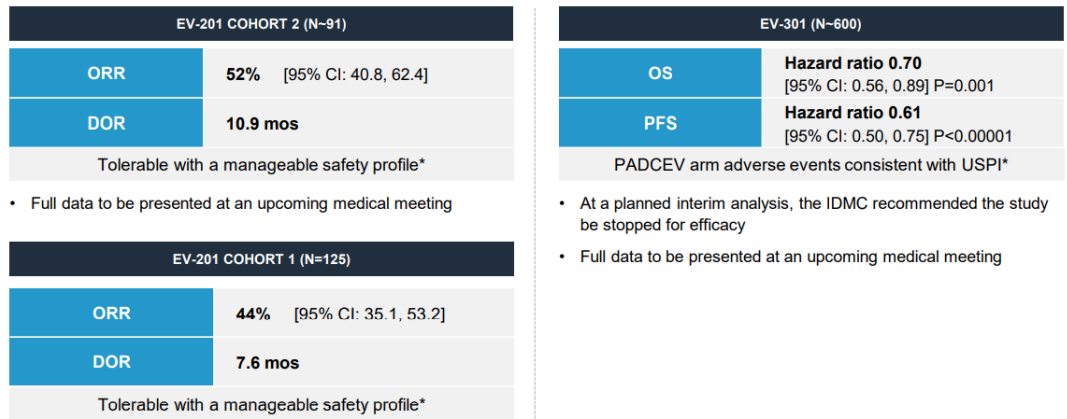 EV-201 COHORT 2 (N~91)
ORR
52% [95% CI: 40.8, 62.4]
DOR
10.9 mos
Tolerable with a manageable safety profile*
• Full data to be presented at an upcoming medical meeting
EV-201 COHORT 1 (N=125)
ORR
44% [95% CI: 35.1, 53.2]
DOR
7.6 mos
Tolerable with a manageable safety profile*
EV-301 (N~600)
OS
Hazard ratio 0.70
[95% CI: 0.56, 0.89] P=0.001
PFS
Hazard ratio 0.61
[95% CI: 0.50, 0.75] P<0.00001
PADCEV arm adverse events consistent with USPI*
• At a planned interim analysis, the IDMC recommended the study
be stopped for efficacy
• Full data to be presented at an upcoming medical meeting